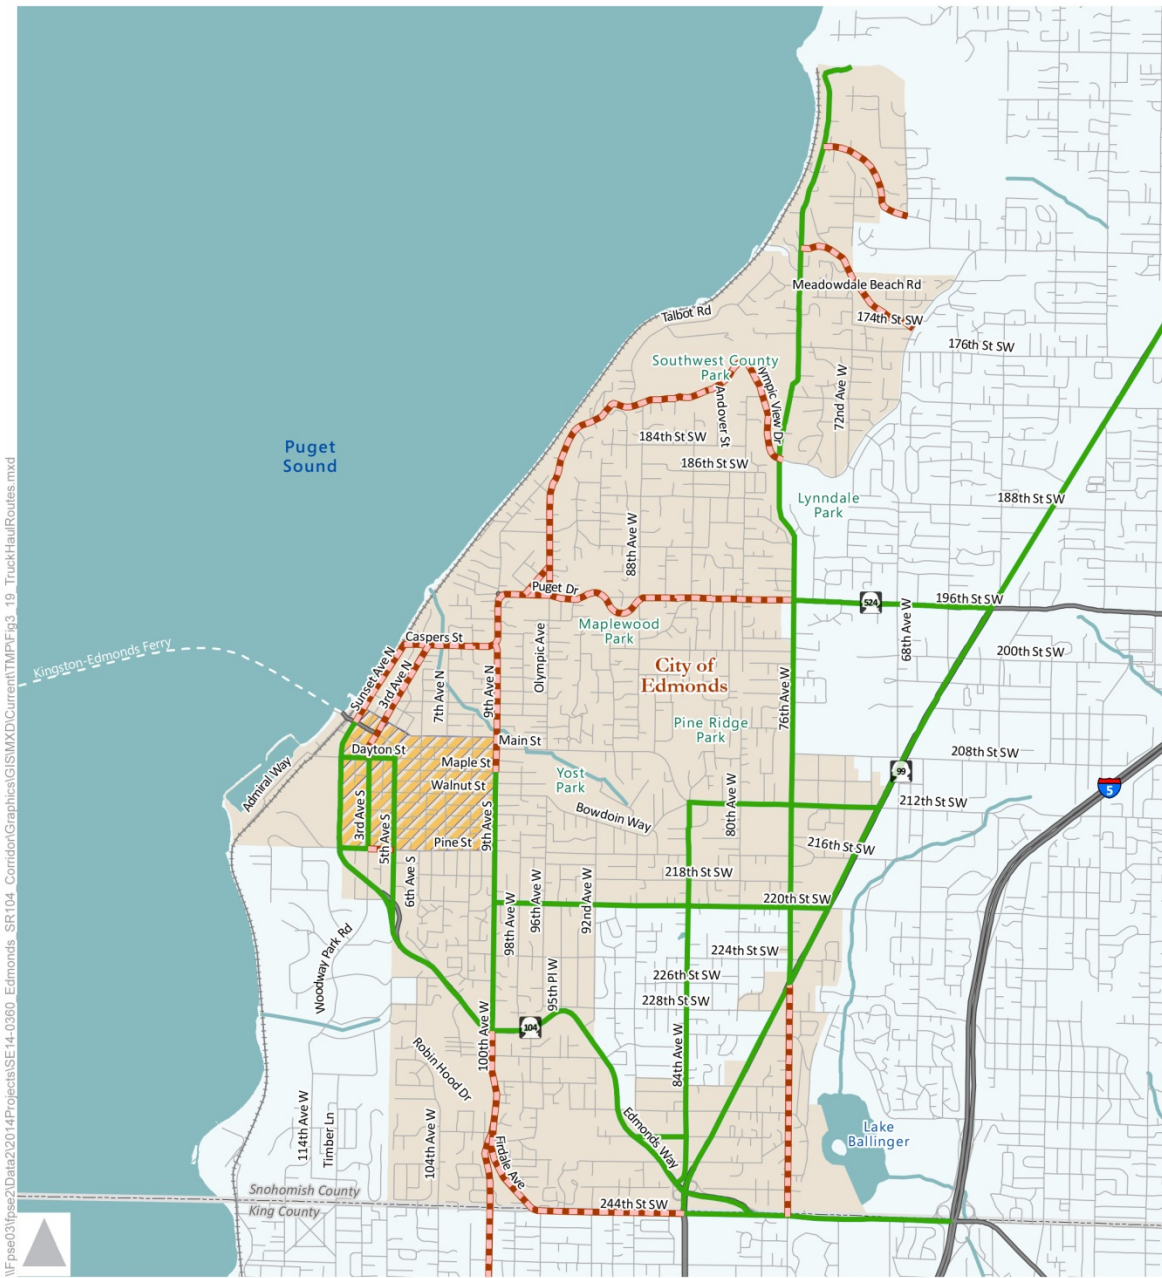 Talbot Rd
Meadowdale Beach Rd
174th St SW
176th St SW
Southwest County
Park
Andover St
ympic View Dr
72nd Ave W
184th St SW
186th St SW
Puget
Sound
Lynndale
Park
188th St SW
88th Ave W
Puget Dr
524
196th St SW
Maplewood
Park
68th Ave W
200th St SW
Caspers St
Kingston-Edmonds Ferry
Sunset Ave N
3rd Ave N
7th Ave N
9th Ave N
Olympic Ave
City of
Edmonds
76th Ave W
Pine Ridge
Park
Main St
Dayton St
Maple St
208th St SW
99
5
Admiral Way
Walnut St
Yost
Park
80th Ave W
212th St SW
3rd Ave S
5th Ave S
9th Ave S
Bowdoin Way
Pine St
216th St SW
6th Ave S
218th St SW
98th Ave W
96th Ave W
92nd Ave W
220th St SW
Woodway Park Rd
224th St SW
226th St SW
95th Pl W
228th St SW
100th Ave W
104
Robin Hood Dr
84th Ave W
114th Ave W
Timber Ln
104th Ave W
Firdale Ave
Edmonds Way
Lake
Ballinger
Snohomish County
King County
244th St SW
\\Fpse03\fpse2\Data2\2014Projects\SE14-0360_Edmonds_SR104_Corridor\Graphics\GIS\MXD\Current\TMP\Fig3_19_TruckHaulRoutes.mxd